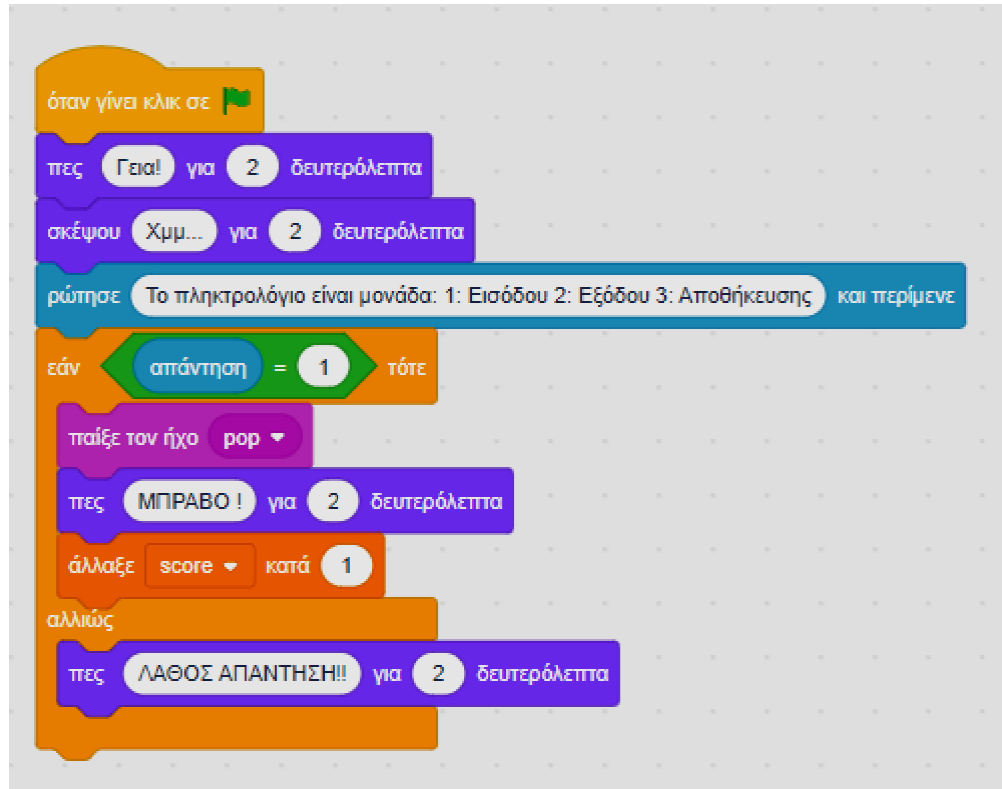 όταν γίνει κλικ σε
πες Γεια! για 2 δευτερόλεπτα
σκέψου Χμμ... για 2 δευτερόλεπτα
ρώτησε Το πληκτρολόγιο είναι μονάδα: 1: Εισόδου 2: Εξόδου 3: Αποθήκευσης και περίμενε
εάν απάντηση = 1 τότε
παίξε τον ήχο pop
πες ΜΠΡΑΒΟ ! για 2 δευτερόλεπτα
άλλαξε score κατά 1
αλλιώς
πες ΛΑΘΟΣ ΑΠΑΝΤΗΣΗ!! για 2 δευτερόλεπτα